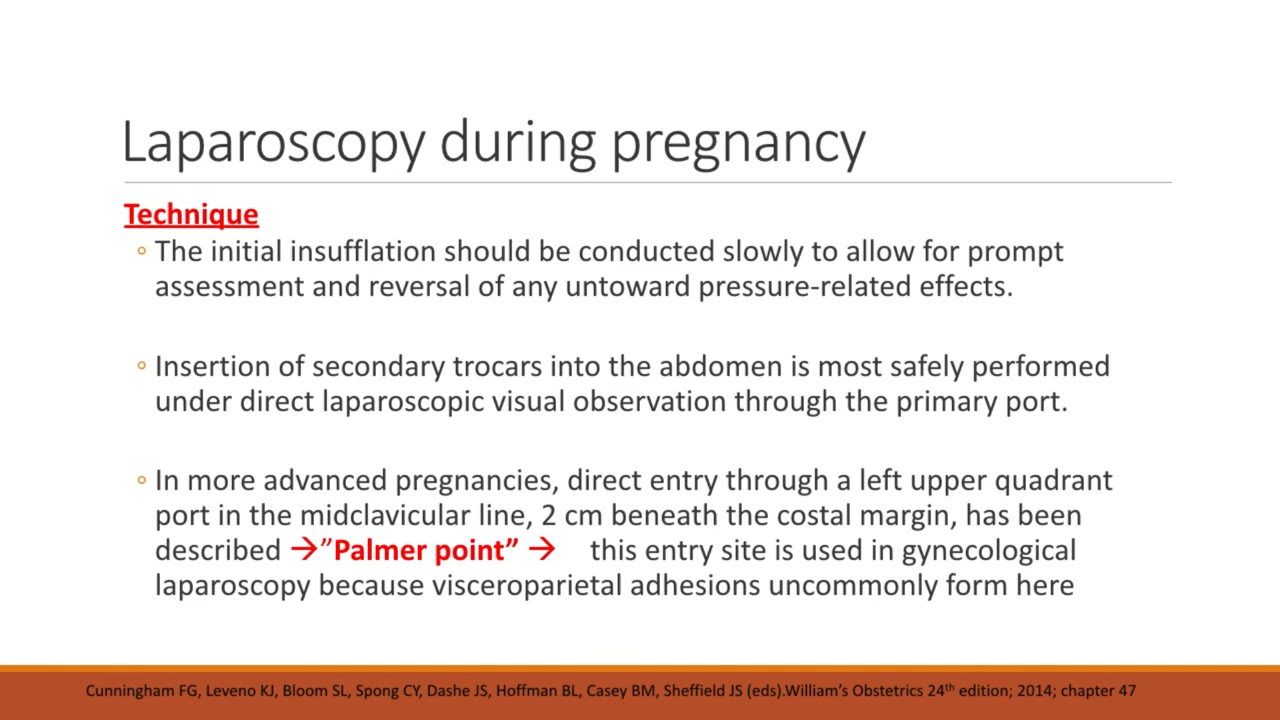 Laparoscopy during pregnancy
Technique
◦ The initial insufflation should be conducted slowly to allow for prompt
assessment and reversal of any untoward pressure-related effects.
◦ Insertion of secondary trocars into the abdomen is most safely performed
under direct laparoscopic visual observation through the primary port.
◦ In more advanced pregnancies, direct entry through a left upper quadrant
port in the midclavicular line, 2 cm beneath the costal margin, has been
described →”Palmer point” → this entry site is used in gynecological
laparoscopy because visceroparietal adhesions uncommonly form here
Cunningham FG, Leveno KJ, Bloom SL, Spong CY, Dashe JS, Hoffman BL, Casey BM, Sheffield JS (eds).William’s Obstetrics 24th edition; 2014; chapter 47